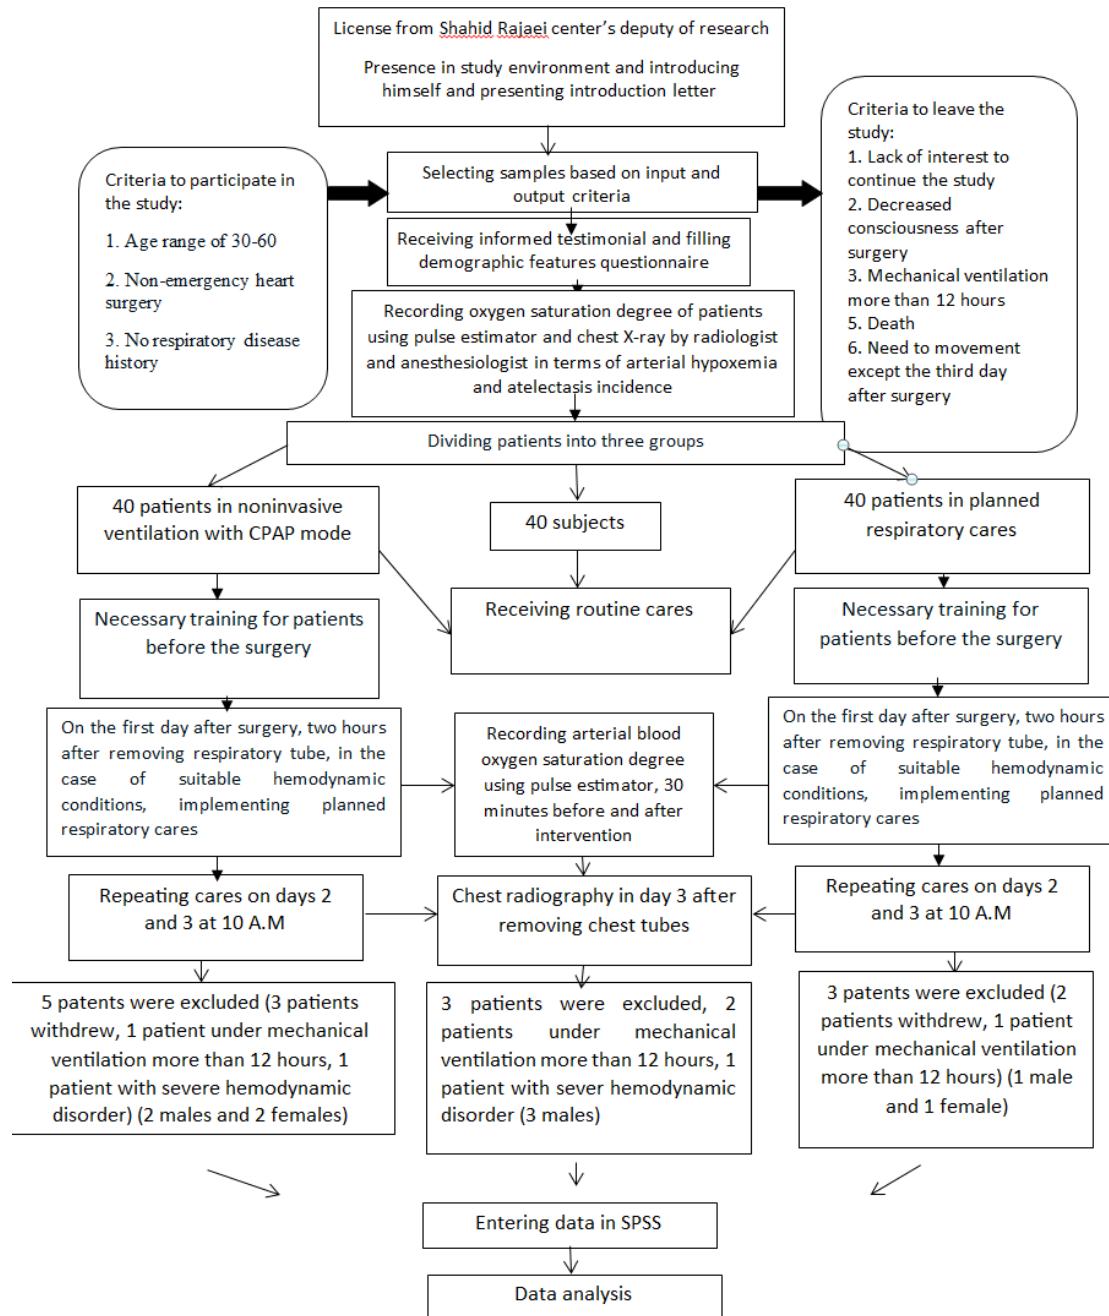 License from Shahid Rajaei center's deputy of research
Presence in study environment and introducing
himself and presenting introduction letter
Criteria to participate in
the study:
1. Age range of 30-60
2. Non-emergency heart
surgery
3. No respiratory disease
history
Selecting samples based on input and
output criteria
Criteria to leave the
study:
1. Lack of interest to
continue the study
2. Decreased
consciousness after
surgery
3. Mechanical ventilation
more than 12 hours
5. Death
6. Need to movement
except the third day
after surgery
Receiving informed testimonial and filling
demographic features questionnaire
Recording oxygen saturation degree of patients
using pulse estimator and chest X-ray by radiologist
and anesthesiologist in terms of arterial hypoxemia
and atelectasis incidence
Dividing patients into three groups
40 patients in noninvasive
ventilation with CPAP mode
40 subjects
40 patients in planned
respiratory cares
Receiving routine cares
Necessary training for patients
before the surgery
Necessary training for
patients before the surgery
On the first day after surgery, two hours
after removing respiratory tube, in the
case of suitable hemodynamic
conditions, implementing planned
respiratory cares
Recording arterial blood
oxygen saturation degree
using pulse estimator, 30
minutes before and after
intervention
On the first day after surgery, two hours
after removing respiratory tube, in the
case of suitable hemodynamic
conditions, implementing planned
respiratory cares
Repeating cares on days 2
and 3 at 10 A.M
Chest radiography in day 3 after
removing chest tubes
Repeating cares on days 2
and 3 at 10 A.M
5 patents were excluded (3 patients
withdrew, 1 patient under mechanical
ventilation more than 12 hours, 1
patient with severe hemodynamic
disorder) (2 males and 2 females)
3 patients were excluded, 2
patients under mechanical
ventilation more than 12 hours, 1
patient with sever hemodynamic
disorder (3 males)
3 patents were excluded (2
patients withdrew, 1 patient
under mechanical ventilation
more than 12 hours) (1 male
and 1 female)
Entering data in SPSS
Data analysis